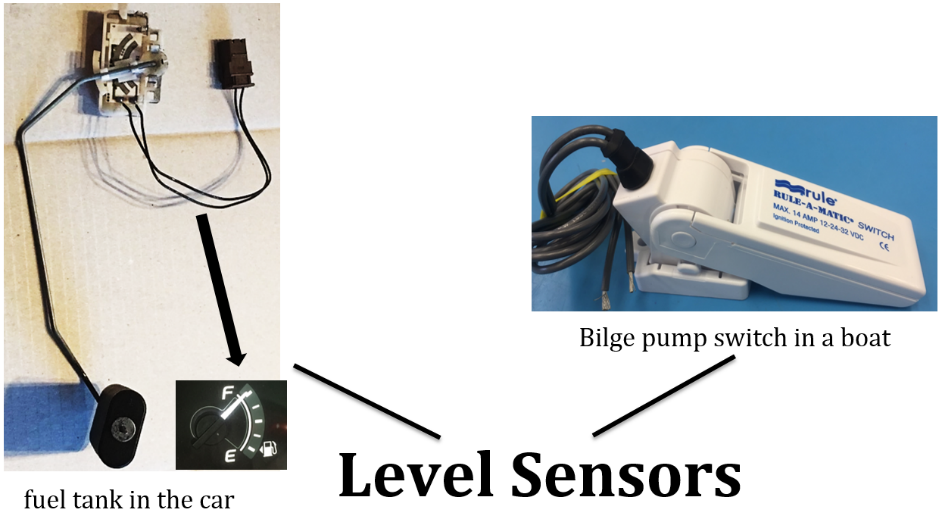 F
E
fuel tank in the car
rule®
RULE-A-MATIC® SWITCH
MAX. 14 AMP 12-24-32 VDC
Ignition Protected
CE
Bilge pump switch in a boat
Level Sensors